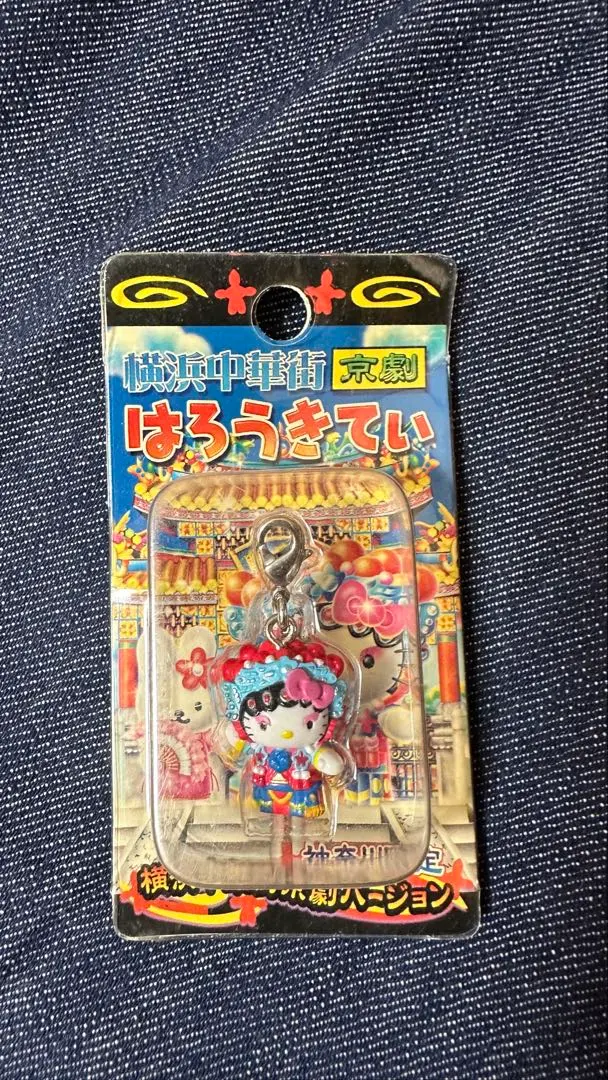 横浜中華街 京劇
はろうきてぃ
神奈川 定
横 京劇バージョン